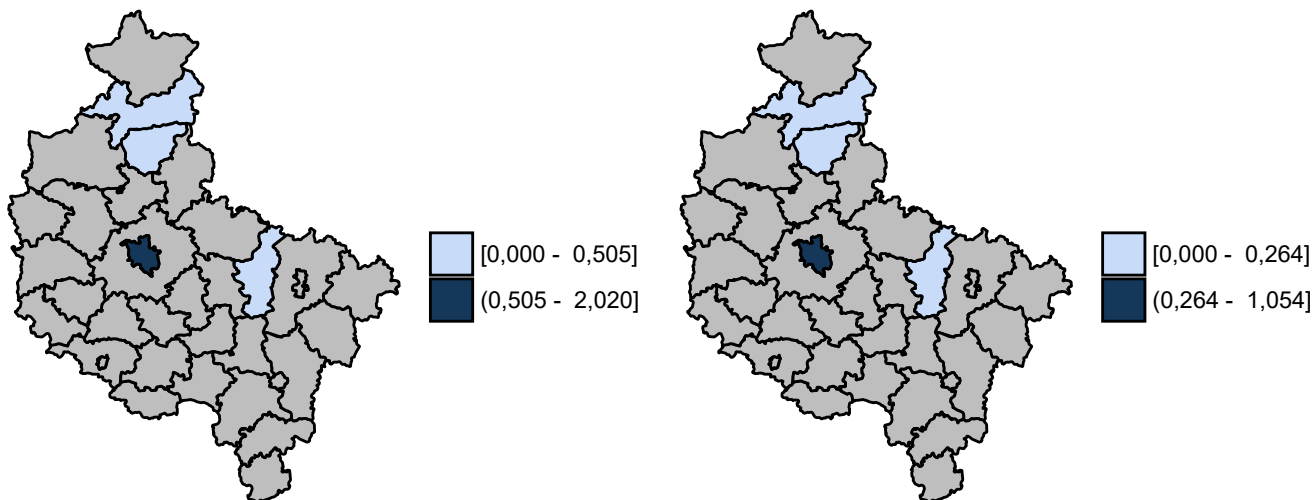 [0,000 - 0,505]
(0,505 - 2,020]
[0,000 - 0,264]
(0,264 - 1,054]